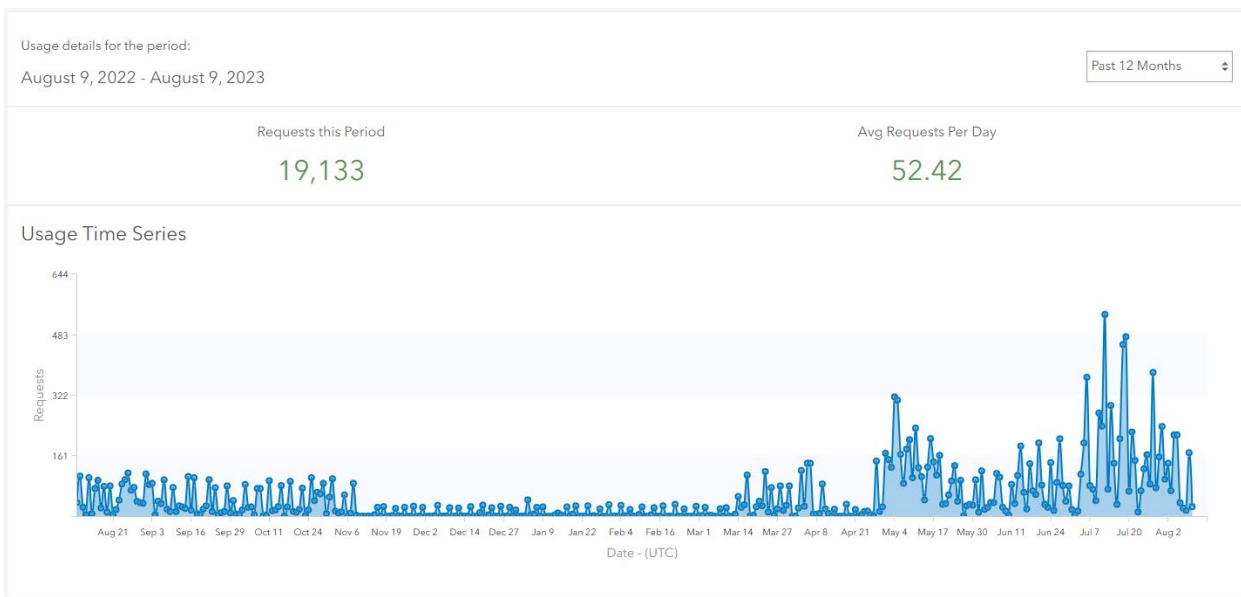 Usage details for the period:
August 9, 2022 - August 9, 2023
Past 12 Months
Requests this Period
Avg Requests Per Day
19,133
52.42
Usage Time Series
644
483
322
161
Requests
Aug 21 Sep 3 Sep 16 Sep 29 Oct 11 Oct 24 Nov 6 Nov 19 Dec 2 Dec 14 Dec 27 Jan 9 Jan 22 Feb 4 Feb 16 Mar 1 Mar 14 Mar 27 Apr 8 Apr 21 May 4 May 17 May 30 Jun 11 Jun 24 Jul 7 Jul 20 Aug 2
Date - (UTC)